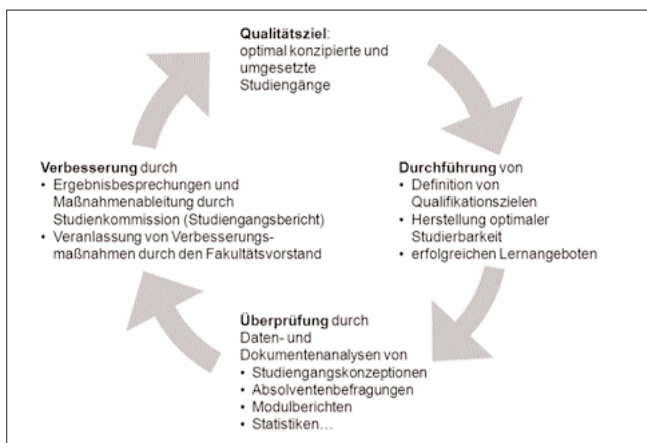 Qualitätsziel:
optimal konzipierte und
umgesetzte
Studiengänge
Durchführung von
• Definition von
Qualifikationszielen
• Herstellung optimaler
Studierbarkeit
• erfolgreichen Lernangeboten
Überprüfung durch
Daten- und
Dokumentenanalysen von
• Studiengangskonzeptionen
• Absolventenbefragungen
• Modulberichten
• Statistiken…
Verbesserung durch
• Ergebnisbesprechungen und
Maßnahmenableitung durch
Studienkommission (Studiengangsbericht)
• Veranlassung von Verbesserungs-
maßnahmen durch den Fakultätsvorstand